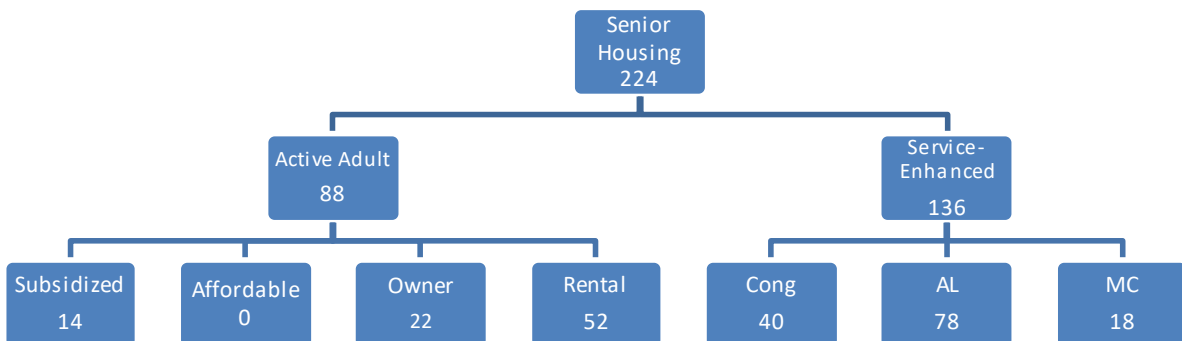 Senior
Housing
224
Active Adult
88
Service-
Enhanced
136
Subsidized
14
Affordable
0
Owner
22
Rental
52
Cong
40
AL
78
MC
18